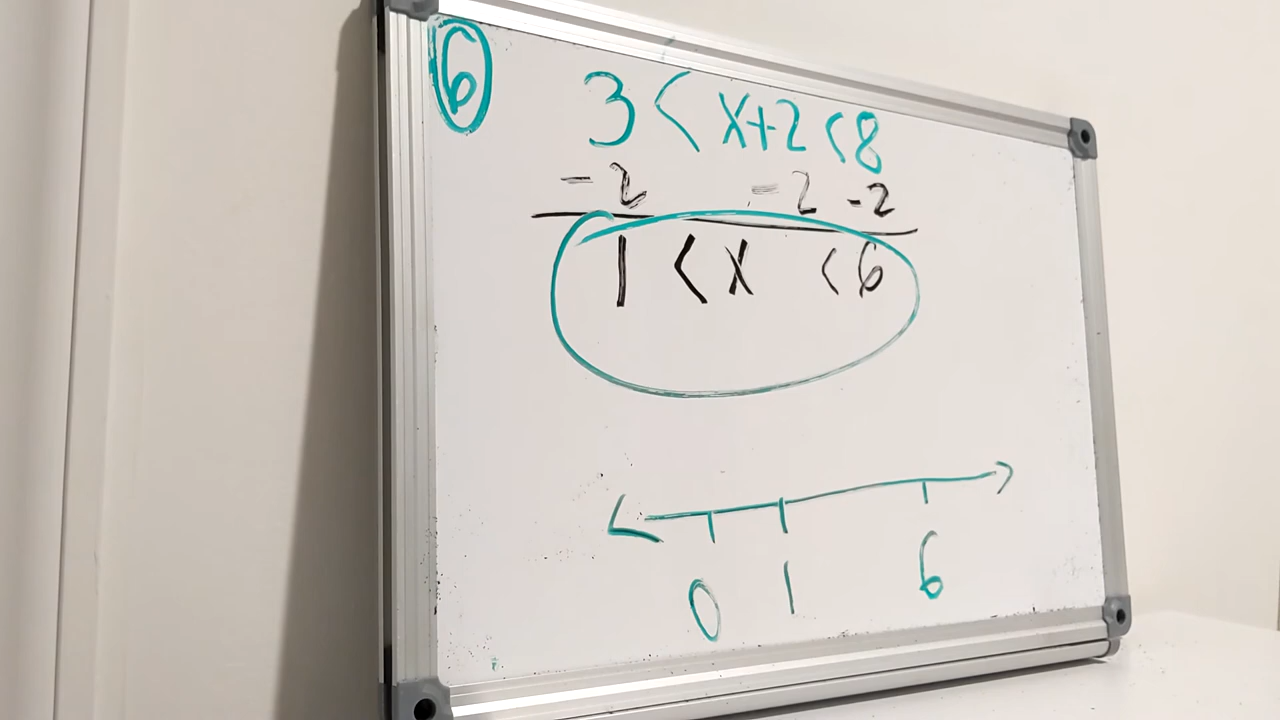 6
3 < x+2 < 8
-2 -2 -2
1 < x < 6
0 1 6